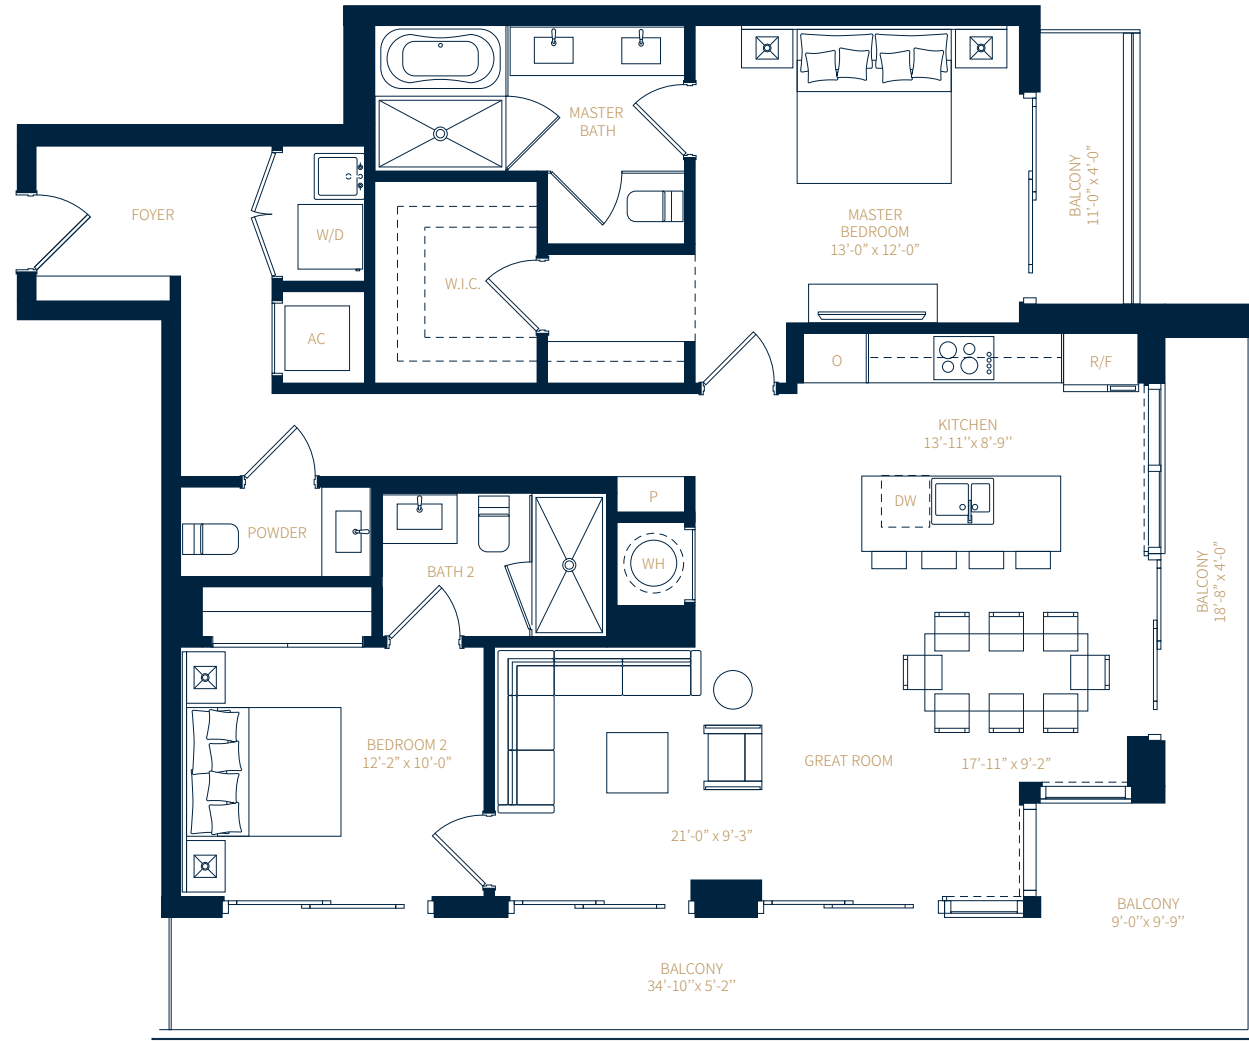 MASTER
BATH
BALCONY
11’-0” x 4’-0”
FOYER
W/D
MASTER
BEDROOM
13’-0” x 12’-0”
W.I.C.
AC
O
R/F
KITCHEN
13’-11’’x 8’-9’’
P
DW
POWDER
BATH 2
WH
BALCONY
18’-8” x 4’-0”
BEDROOM 2
12’-2” x 10’-0”
GREAT ROOM
17’-11” x 9’-2”
21’-0” x 9’-3”
BALCONY
9’-0’’x 9’-9’’
BALCONY
34’-10’’x 5’-2’’